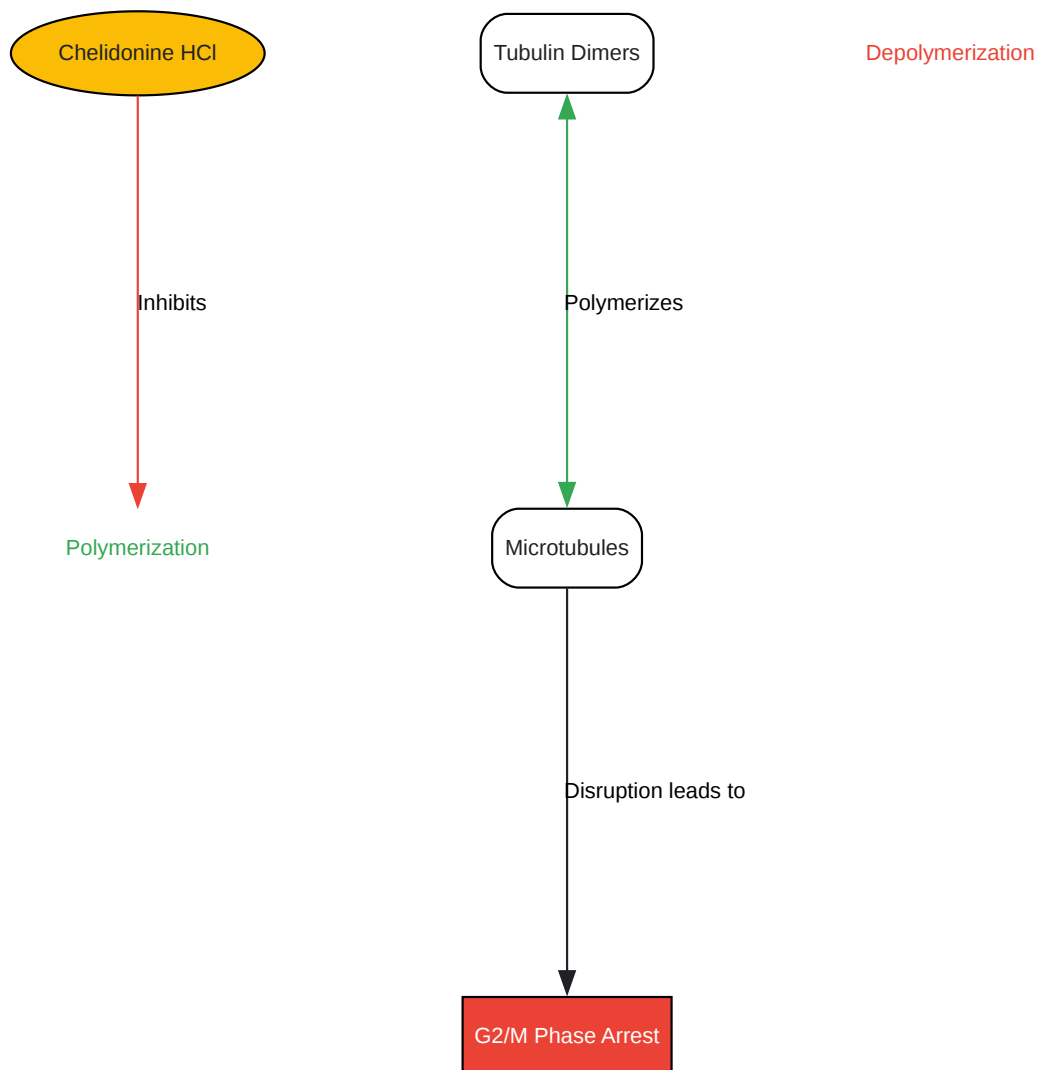 Chelidonine HCl
Tubulin Dimers
Depolymerization
Inhibits
Polymerizes
Polymerization
Microtubules
Disruption leads to
G2/M Phase Arrest